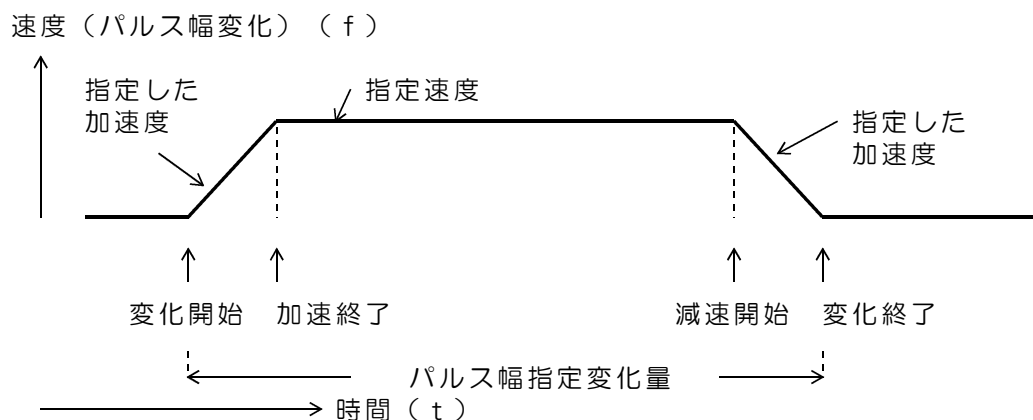 速度（パルス幅変化）（ｆ）
指定した
加速度
指定速度
指定した
加速度
変化開始
加速終了
減速開始
変化終了
パルス幅指定変化量
時間（ｔ）